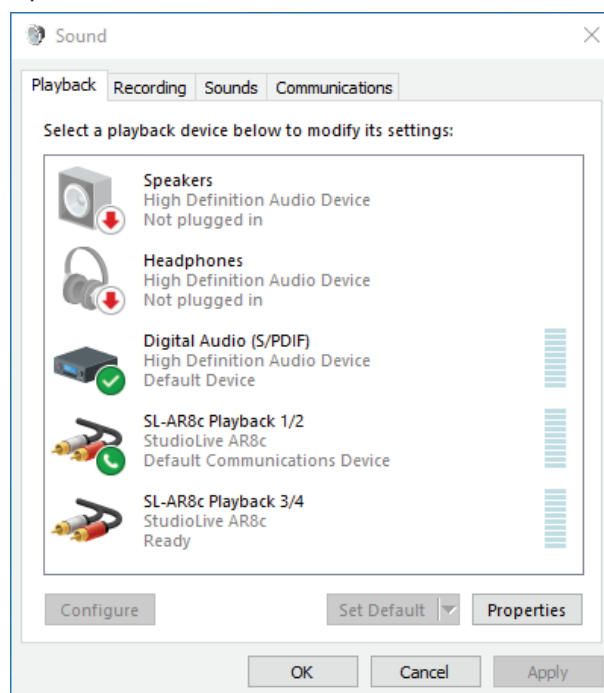 Sound
Playback Recording Sounds Communications
Select a playback device below to modify its settings:
Speakers
High Definition Audio Device
Not plugged in
Headphones
High Definition Audio Device
Not plugged in
Digital Audio (S/PDIF)
High Definition Audio Device
Default Device
SL-AR8c Playback 1/2
StudioLive AR8c
Default Communications Device
SL-AR8c Playback 3/4
StudioLive AR8c
Ready
Configure Set Default Properties
OK Cancel Apply